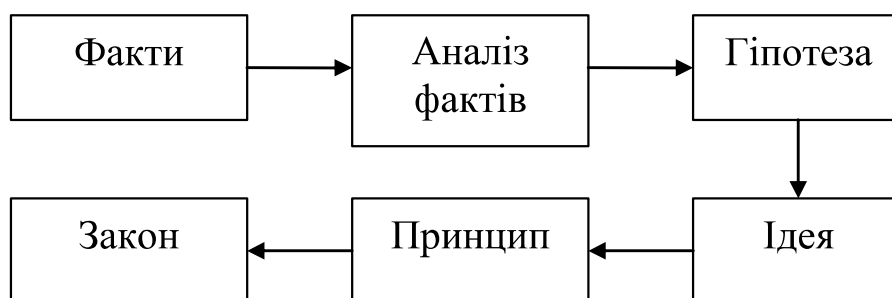 Факти
Аналіз
фактів
Гіпотеза
Закон
Принцип
Ідея